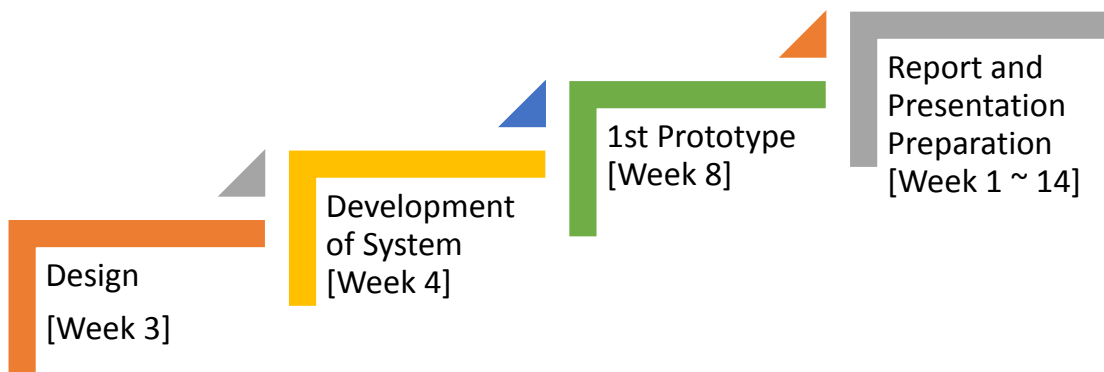 Design
[Week 3]
Development
of System
[Week 4]
1st Prototype
[Week 8]
Report and
Presentation
Preparation
[Week 1 ~ 14]